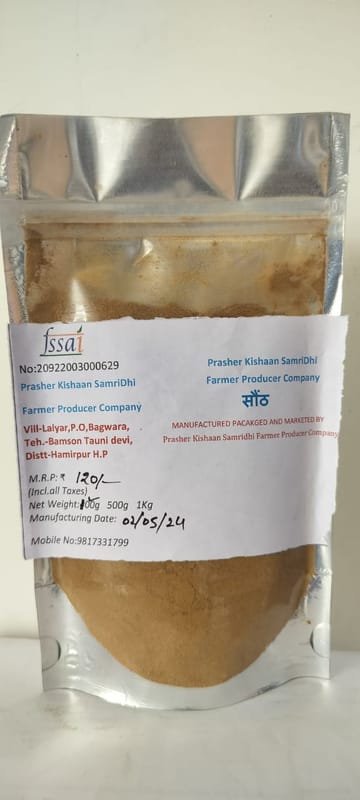 fssai
No:20922003000629
Prasher Kishaan SamriDhi
Farmer Producer Company
Viill-Laiyar,P.O,Bagwara,
Teh.-Bamson Tauni devi,
Distt-Hamirpur H.P
M.R.P: ₹ 120/-
(Incl.all Taxes)
Net Weight:100g 500g 1Kg
Manufacturing Date: 02/05/24
Mobile No:9817331799
Prasher Kishaan SamriDhi
Farmer Producer Company
सौंठ
MANUFACTURED PACAKGED AND MARKETED BY
Prasher Kishaan Samridhi Farmer Producer Company